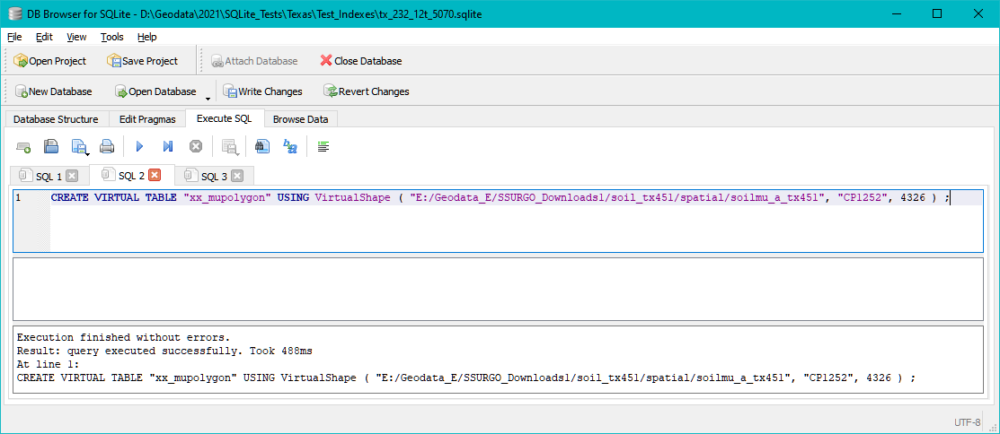 DB Browser for SQLite - D:\Geodata\2021\SQLite_Tests\Texas\Test_Indexes\tx_232_12t_5070.sqlite
File Edit View Tools Help
Open Project Save Project Attach Database Close Database
New Database Open Database Write Changes Revert Changes
Database Structure Edit Pragmas Execute SQL Browse Data
SQL 1 SQL 2 SQL 3
1 CREATE VIRTUAL TABLE "xx_mupolygon" USING VirtualShape ( "E:/Geodata_E/SSURGO_Downloads1/soil_tx451/spatial/soilmu_a_tx451", "CP1252", 4326 ) ;
Execution finished without errors.
Result: query executed successfully. Took 488ms
At line 1:
CREATE VIRTUAL TABLE "xx_mupolygon" USING VirtualShape ( "E:/Geodata_E/SSURGO_Downloads1/soil_tx451/spatial/soilmu_a_tx451", "CP1252", 4326 ) ;
UTF-8